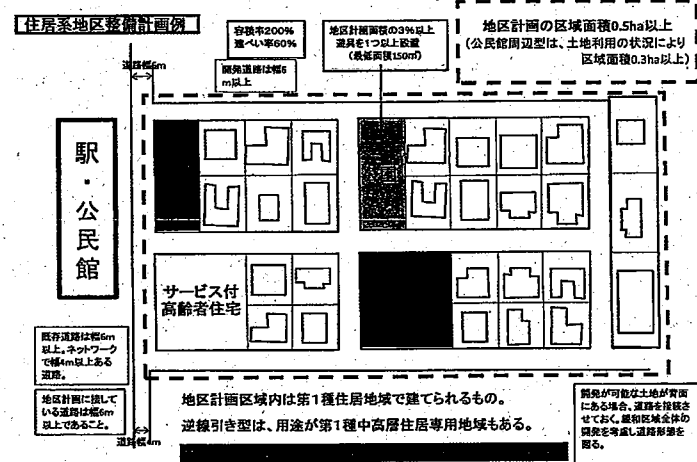 住居系地区整備計画例
容積率200%
建ぺい率60%
地区計画面積の3%以上
遊具を1つ以上設置
(最低面積150㎡)
地区計画の区域面積0.5ha以上
(公民館周辺型は、土地利用の状況により
区域面積0.3ha以上)
道路幅6m
開発道路は幅6
m以上
駅・公民館
サービス付
高齢者住宅
既存道路は幅6m
以上。ネットワーク
で幅4m以上ある
道路。
地区計画に接して
いる道路は幅6m
以上であること。
道路幅4m
地区計画区域内は第1種住居地域で建てられるもの。
逆線引き型は、用途が第1種中高層住居専用地域もある。
開発が可能な土地が背面
にある場合、道路を接続さ
せておく。緩和区域全体の
開発を考慮し道路形態を
図る。